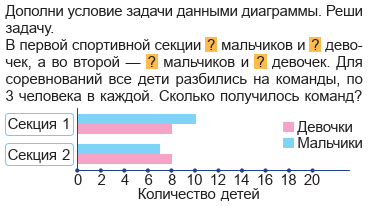 Дополни условие задачи данными диаграммы. Реши
задачу.
В первой спортивной секции ? мальчиков и ? дево-
чек, а во второй — ? мальчиков и ? девочек. Для
соревнований все дети разбились на команды, по
3 человека в каждой. Сколько получилось команд?
Секция 1
Девочки
Мальчики
Секция 2
0 2 4 6 8 10 12 14 16 18 20
Количество детей